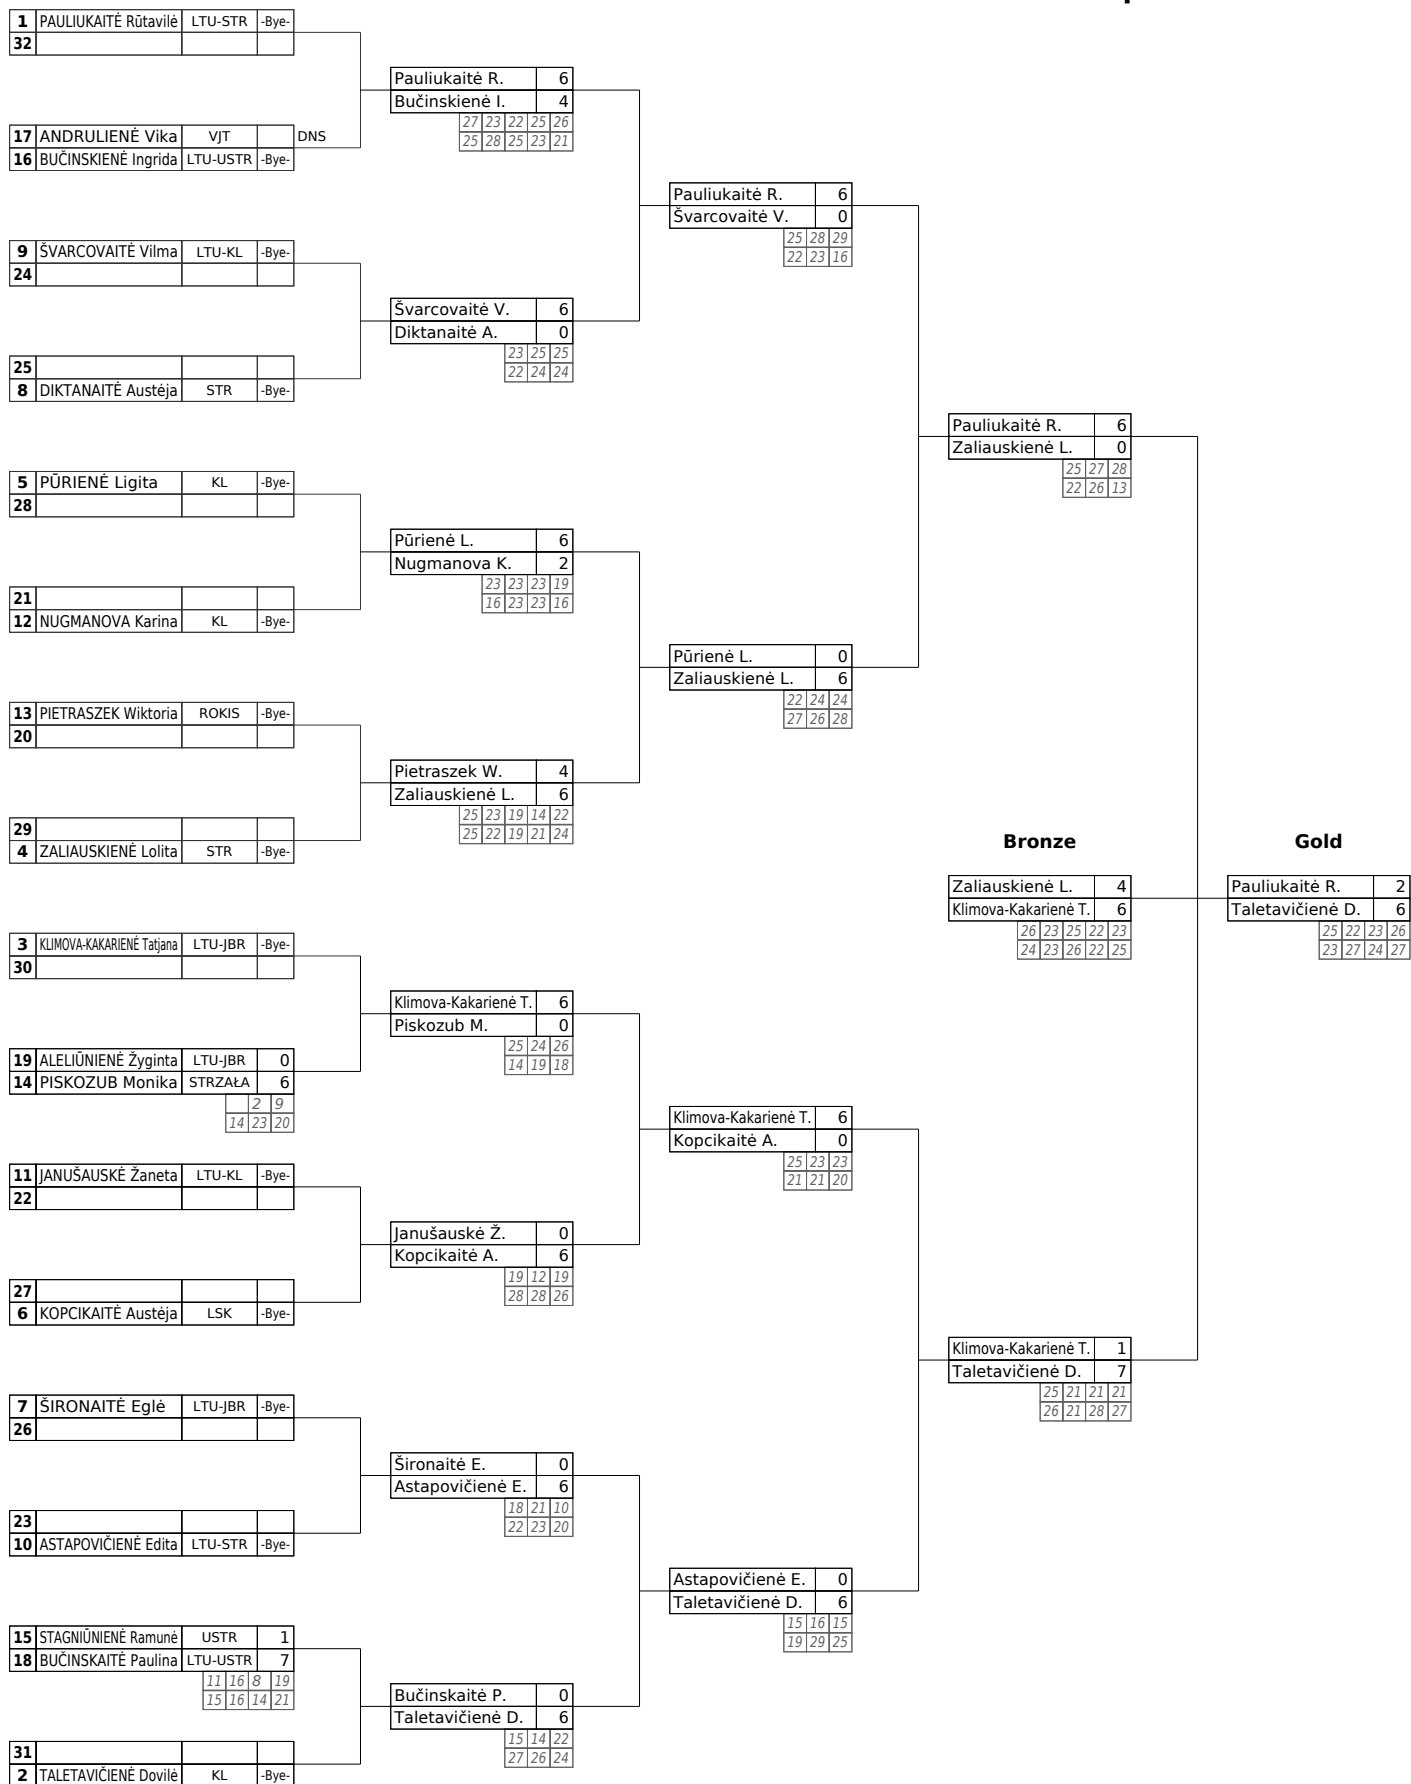 1 PAULIUKAITĖ Rūtavilė LTU-STR -Bye-
32
Pauliukaitė R. 6
Bučinskienė I. 4
27 23 22 25 26
25 28 25 23 21
17 ANDRULIENĖ Vika VJT DNS
16 BUČINSKIENĖ Ingrida LTU-USTR -Bye-
Pauliukaitė R. 6
Švarcovaitė V. 0
25 28 29
22 23 16
9 ŠVARCOVAITĖ Vilma LTU-KL -Bye-
24
Švarcovaitė V. 6
Diktanaitė A. 0
23 25 25
22 24 24
25
8 DIKTANAITĖ Austėja STR -Bye-
Pauliukaitė R. 6
Zaliauskienė L. 0
25 27 28
22 26 13
5 PŪRIENĖ Ligita KL -Bye-
28
Pūrienė L. 6
Nugmanova K. 2
23 23 23 19
16 23 23 16
21
12 NUGMANOVA Karina KL -Bye-
Pūrienė L. 0
Zaliauskienė L. 6
22 24 24
27 26 28
13 PIETRASZEK Wiktoria ROKIS -Bye-
20
Pietraszek W. 4
Zaliauskienė L. 6
25 23 19 14 22
25 22 19 21 24
29
4 ZALIAUSKIENĖ Lolita STR -Bye-
Bronze Gold
Zaliauskienė L. 4
Klimova-Kakarienė T. 6
26 23 25 22 23
24 23 26 22 25
Pauliukaitė R. 2
Taletavičienė D. 6
25 22 23 26
23 27 24 27
3 KLIMOVA-KAKARIENĖ Tatjana LTU-JBR -Bye-
30
Klimova-Kakarienė T. 6
Piskozub M. 0
25 24 26
14 19 18
19 ALELIŪNIENĖ Žyginta LTU-JBR 0
14 PISKOZUB Monika STRZAŁA 6
2 9
14 23 20
Klimova-Kakarienė T. 6
Kopcikaitė A. 0
25 23 23
21 21 20
11 JANUŠAUSKĖ Žaneta LTU-KL -Bye-
22
Janušauskė Ž. 0
Kopcikaitė A. 6
19 12 19
28 28 26
27
6 KOPCIKAITĖ Austėja LSK -Bye-
Klimova-Kakarienė T. 1
Taletavičienė D. 7
25 21 21 21
26 21 28 27
7 ŠIRONAITĖ Eglė LTU-JBR -Bye-
26
Šironaitė E. 0
Astapovičienė E. 6
18 21 10
22 23 20
23
10 ASTAPOVIČIENĖ Edita LTU-STR -Bye-
Astapovičienė E. 0
Taletavičienė D. 6
15 16 15
19 29 25
15 STAGNIŪNIENĖ Ramunė USTR 1
18 BUČINSKAITĖ Paulina LTU-USTR 7
11 16 8 19
15 16 14 21
Bučinskaitė P. 0
Taletavičienė D. 6
15 14 22
27 26 24
31
2 TALETAVIČIENĖ Dovilė KL -Bye-